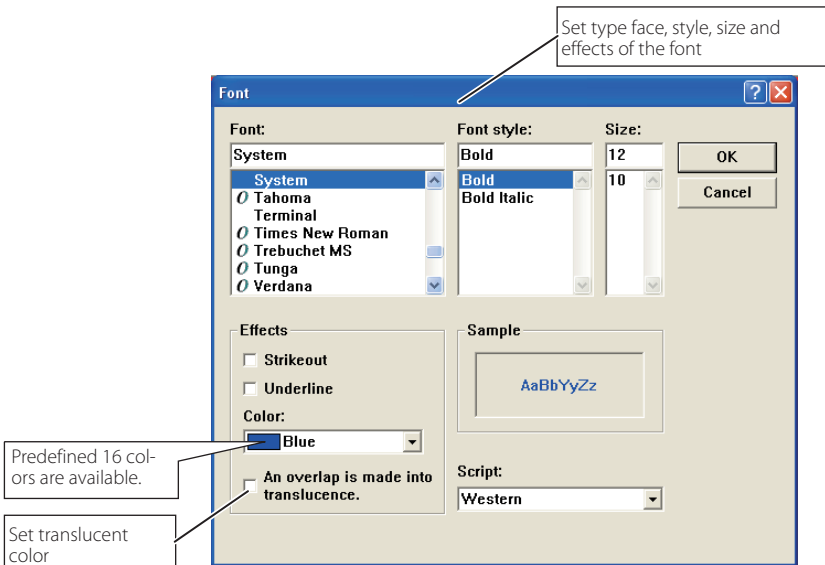 Set type face, style, size and
effects of the font
Font
Font:
Font style:
Size:
System
Bold
12
OK
System
Bold
10
Cancel
Tahoma
Bold Italic
Terminal
Times New Roman
Trebuchet MS
Tunga
Verdana
Effects
Sample
Strikeout
Underline
AaBbYyZz
Color:
Blue
Predefined 16 col-
ors are available.
An overlap is made into
translucence.
Script:
Western
Set translucent
color